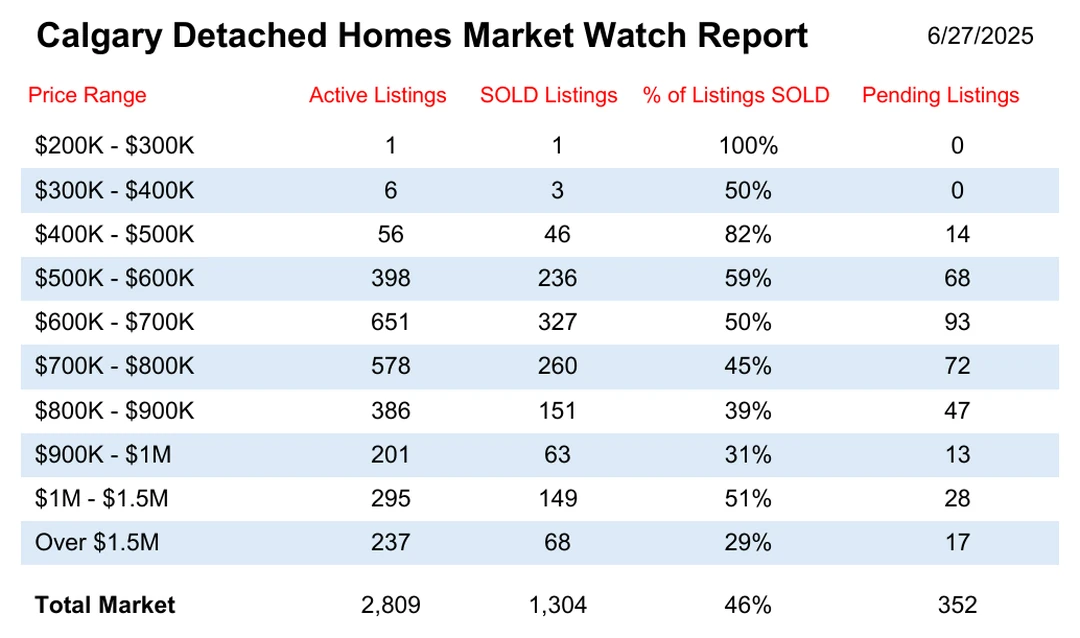 Calgary Detached Homes Market Watch Report 6/27/2025
Price Range Active Listings SOLD Listings % of Listings SOLD Pending Listings
$200K - $300K 1 1 100% 0
$300K - $400K 6 3 50% 0
$400K - $500K 56 46 82% 14
$500K - $600K 398 236 59% 68
$600K - $700K 651 327 50% 93
$700K - $800K 578 260 45% 72
$800K - $900K 386 151 39% 47
$900K - $1M 201 63 31% 13
$1M - $1.5M 295 149 51% 28
Over $1.5M 237 68 29% 17
Total Market 2,809 1,304 46% 352